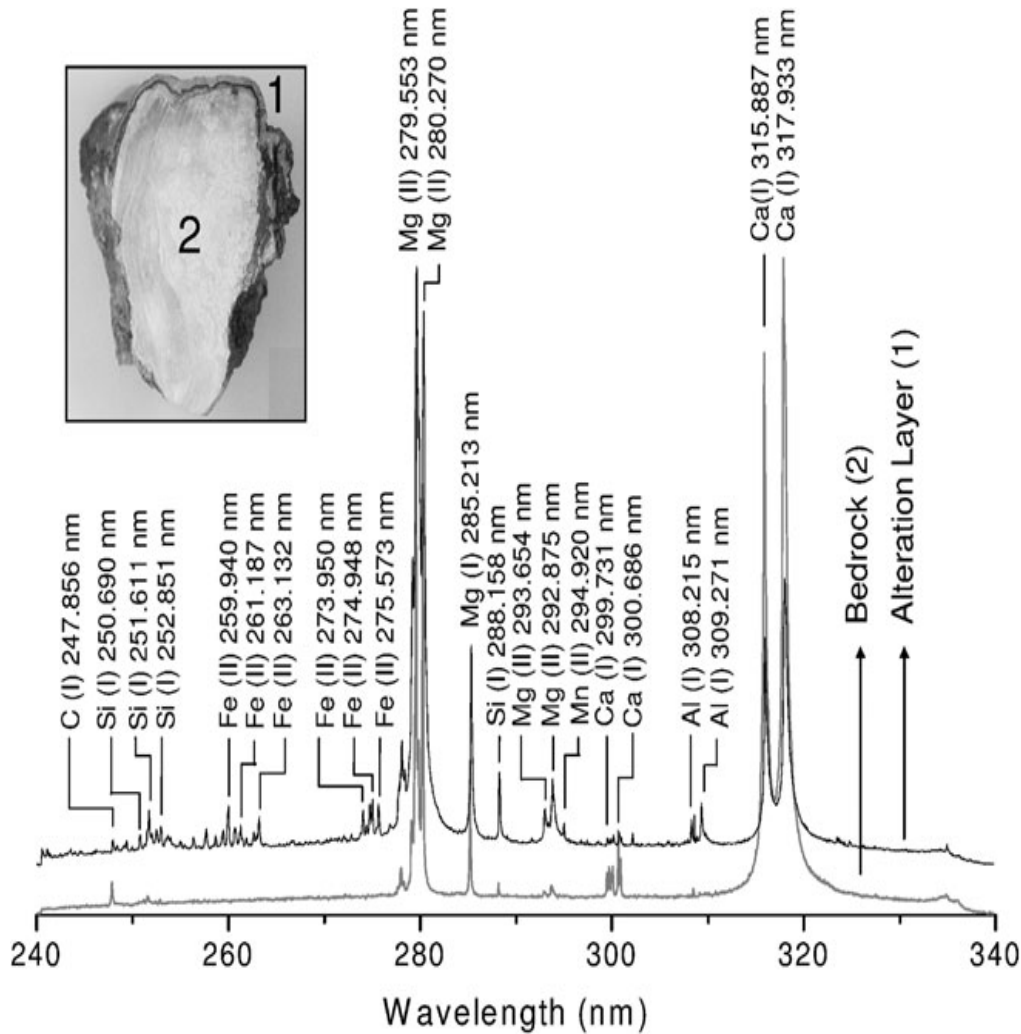 1
2
C (I) 247.856 nm
Si (I) 250.690 nm
Si (I) 251.611 nm
Si (I) 252.851 nm
Fe (II) 259.940 nm
Fe (II) 261.187 nm
Fe (II) 263.132 nm
Fe (II) 273.950 nm
Fe (II) 274.948 nm
Fe (II) 275.573 nm
Mg (II) 279.553 nm
Mg (II) 280.270 nm
Mg (I) 285.213 nm
Si (I) 288.158 nm
Mg (II) 293.654 nm
Mg (II) 292.875 nm
Mn (II) 294.920 nm
Ca (I) 299.731 nm
Ca (I) 300.686 nm
Al (I) 308.215 nm
Al (I) 309.271 nm
Ca(I) 315.887 nm
Ca (I) 317.933 nm
Bedrock (2)
Alteration Layer (1)
240
260
280
300
320
340
Wavelength (nm)